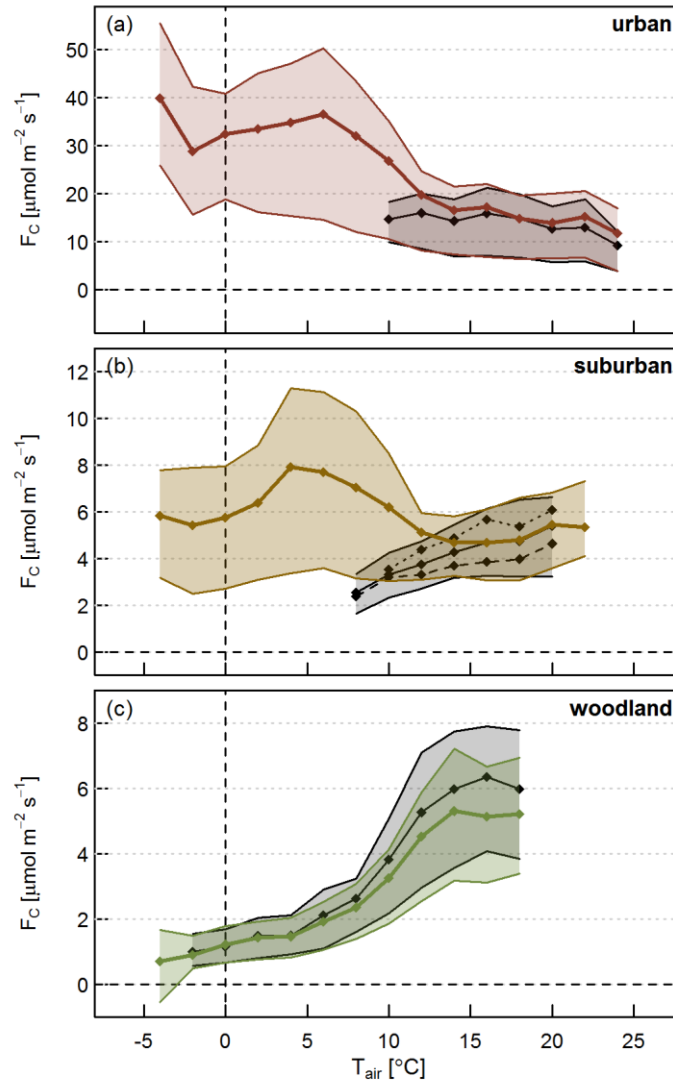 (a) urban
50
40
30
20
10
0
F_C [μmol m⁻² s⁻¹]
(b) suburban
12
10
8
6
4
2
0
F_C [μmol m⁻² s⁻¹]
(c) woodland
8
6
4
2
0
F_C [μmol m⁻² s⁻¹]
-5 0 5 10 15 20 25
T_air [°C]